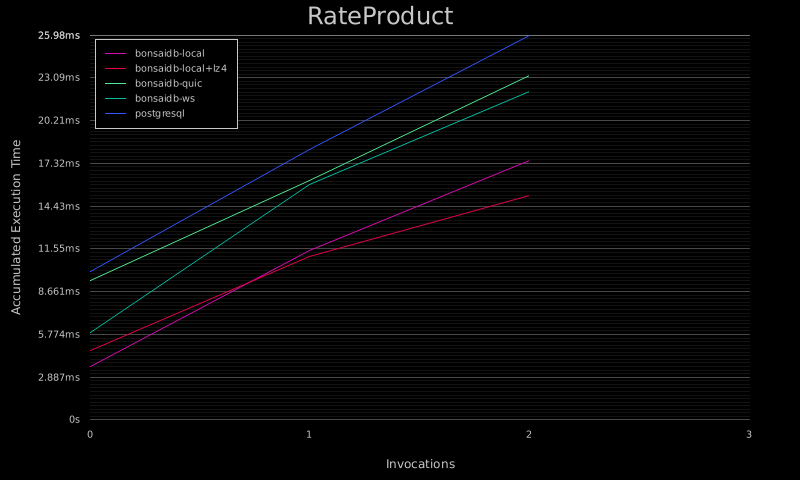 RateProduct
25.98ms
23.09ms
20.21ms
17.32ms
14.43ms
11.55ms
8.661ms
5.774ms
2.887ms
0s
bonsaidb-local
bonsaidb-local+lz4
bonsaidb-quic
bonsaidb-ws
postgresql
Accumulated Execution Time
0 1 2 3
Invocations